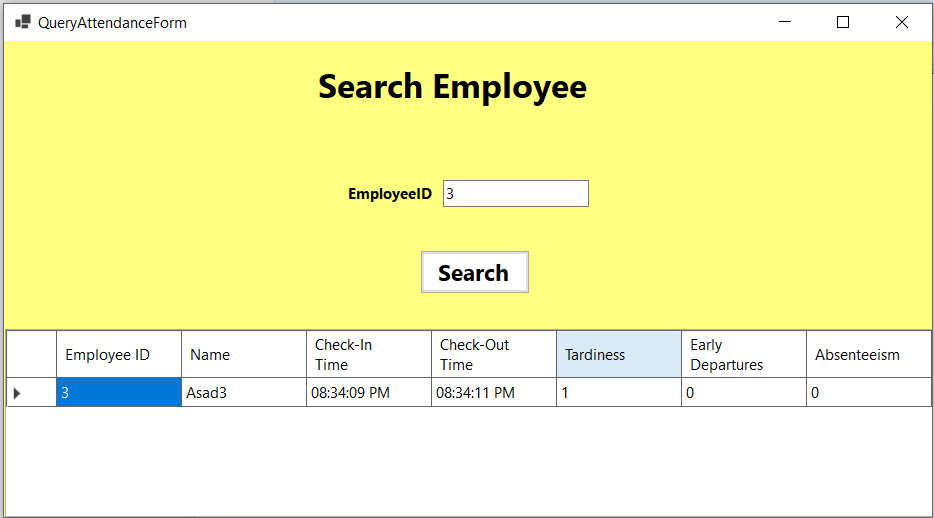 QueryAttendanceForm
Search Employee
EmployeeID 3
Search
Employee ID Name Check-In Time Check-Out Time Tardiness Early Departures Absenteeism
3 Asad3 08:34:09 PM 08:34:11 PM 1 0 0